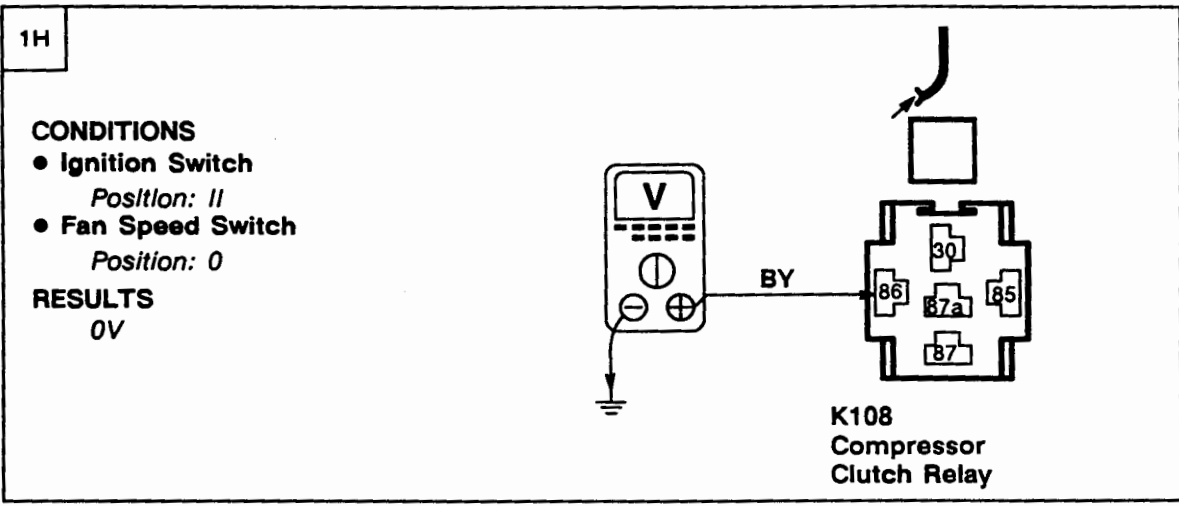 1H
CONDITIONS
● Ignition Switch
Position: II
● Fan Speed Switch
Position: 0
RESULTS
0V
V
BY
30
86
87a
85
87
K108
Compressor
Clutch Relay